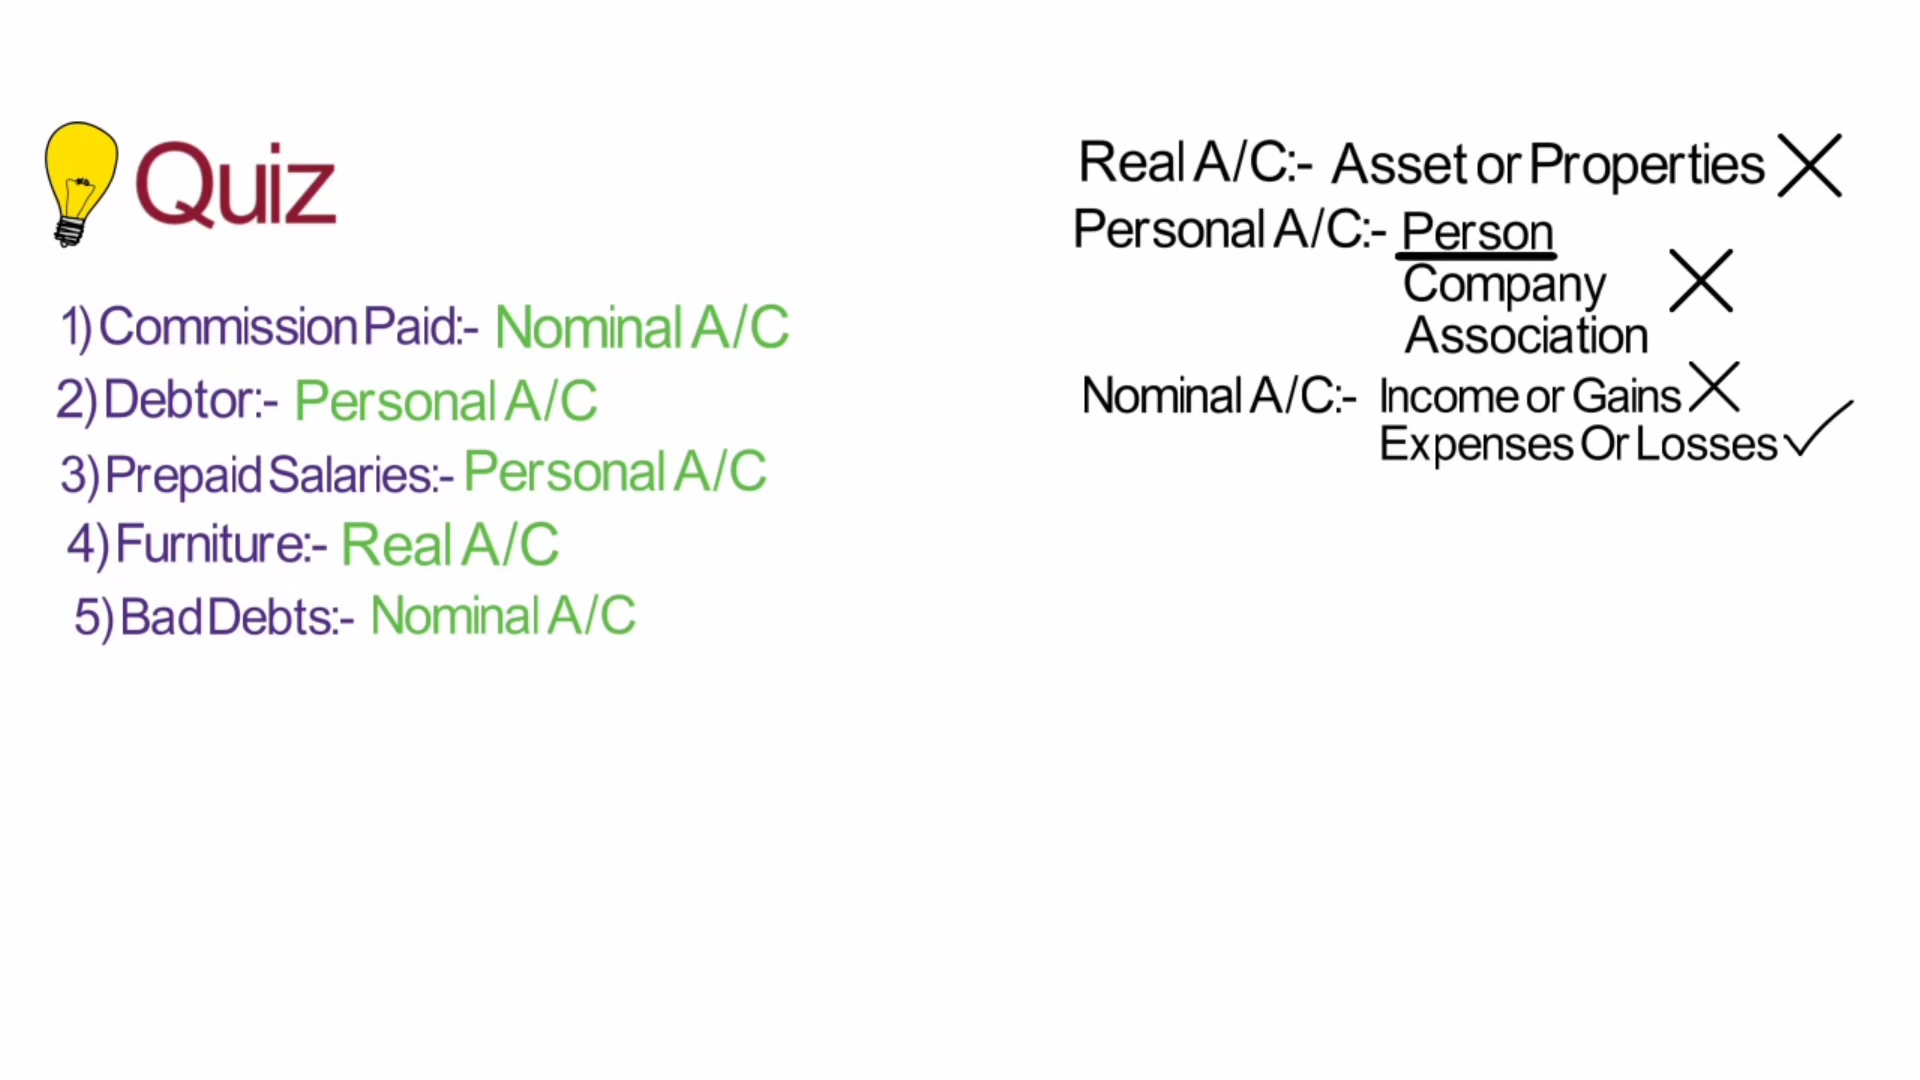 Quiz
1) Commission Paid:- Nominal A/C
2) Debtor:- Personal A/C
3) Prepaid Salaries:- Personal A/C
4) Furniture:- Real A/C
5) Bad Debts:- Nominal A/C
Real A/C:- Asset or Properties
Personal A/C:- Person
Company
Association
Nominal A/C:- Income or Gains
Expenses Or Losses